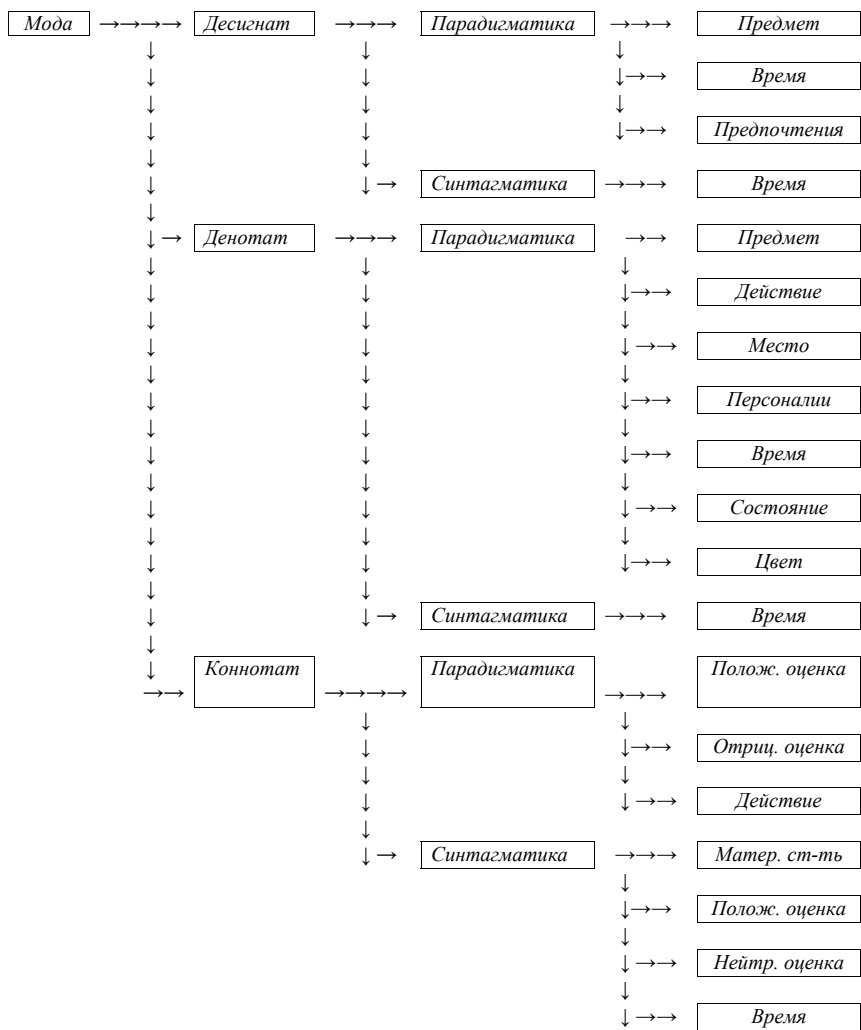 Мода →→→→ Десигнат →→→ Парадигматика →→→ Предмет
Время
Предпочтения
Синтагматика →→→ Время
Денотат →→→ Парадигматика →→ Предмет
Действие
Место
Персоналии
Время
Состояние
Цвет
Синтагматика →→→ Время
Коннотат →→→→ Парадигматика →→→ Полож. оценка
Отриц. оценка
Действие
Синтагматика →→→ Матер. ст-ть
Полож. оценка
Нейтр. оценка
Время